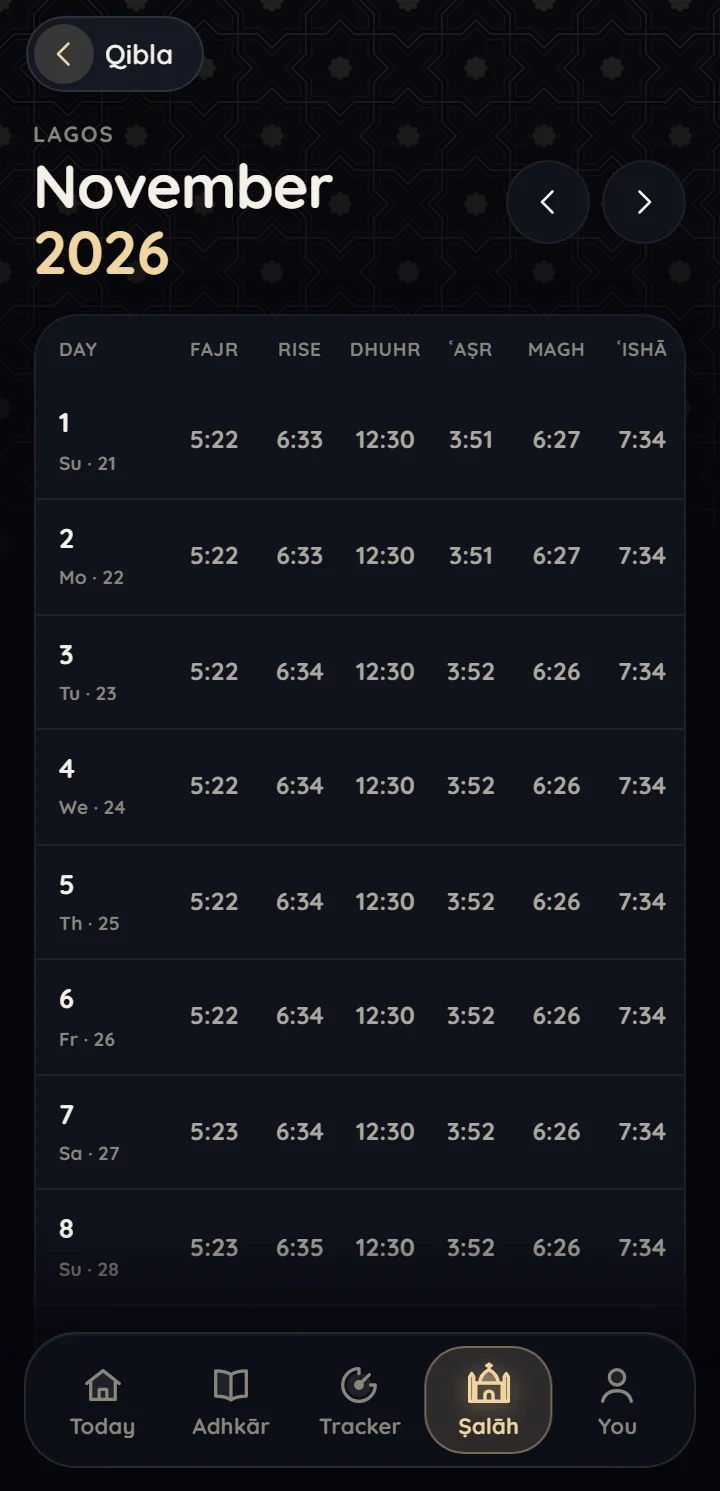 Qibla
LAGOS
November
2026
DAY FAJR RISE DHUHR ʿAṢR MAGH ʿISHĀ
1 5:22 6:33 12:30 3:51 6:27 7:34
Su · 21
2 5:22 6:33 12:30 3:51 6:27 7:34
Mo · 22
3 5:22 6:34 12:30 3:52 6:26 7:34
Tu · 23
4 5:22 6:34 12:30 3:52 6:26 7:34
We · 24
5 5:22 6:34 12:30 3:52 6:26 7:34
Th · 25
6 5:22 6:34 12:30 3:52 6:26 7:34
Fr · 26
7 5:23 6:34 12:30 3:52 6:26 7:34
Sa · 27
8 5:23 6:35 12:30 3:52 6:26 7:34
Su · 28
Today Adhkār Tracker Ṣalāh You